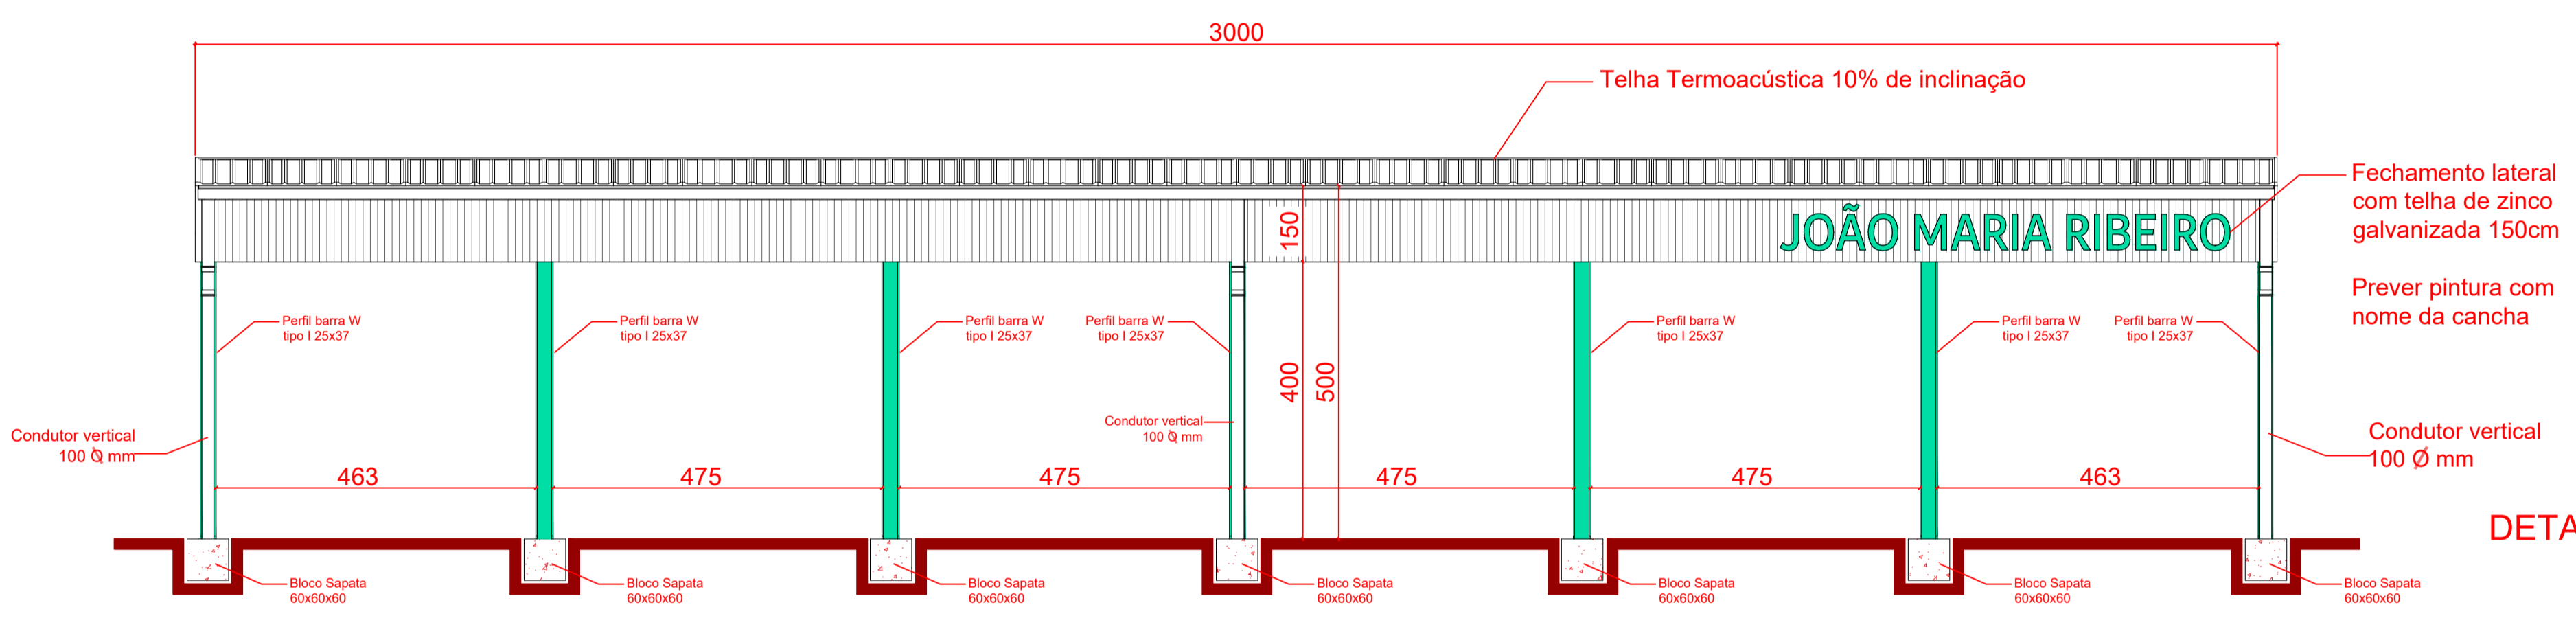 3000
Telha Termoacústica 10% de inclinação
Fechamento lateral
com telha de zinco
galvanizada 150cm
JOÃO MARIA RIBEIRO
150
Prever pintura com
nome da cancha
Perfil barra W
tipo I 25x37
Perfil barra W
tipo I 25x37
Perfil barra W
tipo I 25x37
Perfil barra W
tipo I 25x37
Perfil barra W
tipo I 25x37
Perfil barra W
tipo I 25x37
Perfil barra W
tipo I 25x37
400
500
Condutor vertical
100 Ø mm
Condutor vertical
100 Ø mm
Condutor vertical
100 Ø mm
463
475
475
475
475
463
DETA
Bloco Sapata
60x60x60
Bloco Sapata
60x60x60
Bloco Sapata
60x60x60
Bloco Sapata
60x60x60
Bloco Sapata
60x60x60
Bloco Sapata
60x60x60
Bloco Sapata
60x60x60